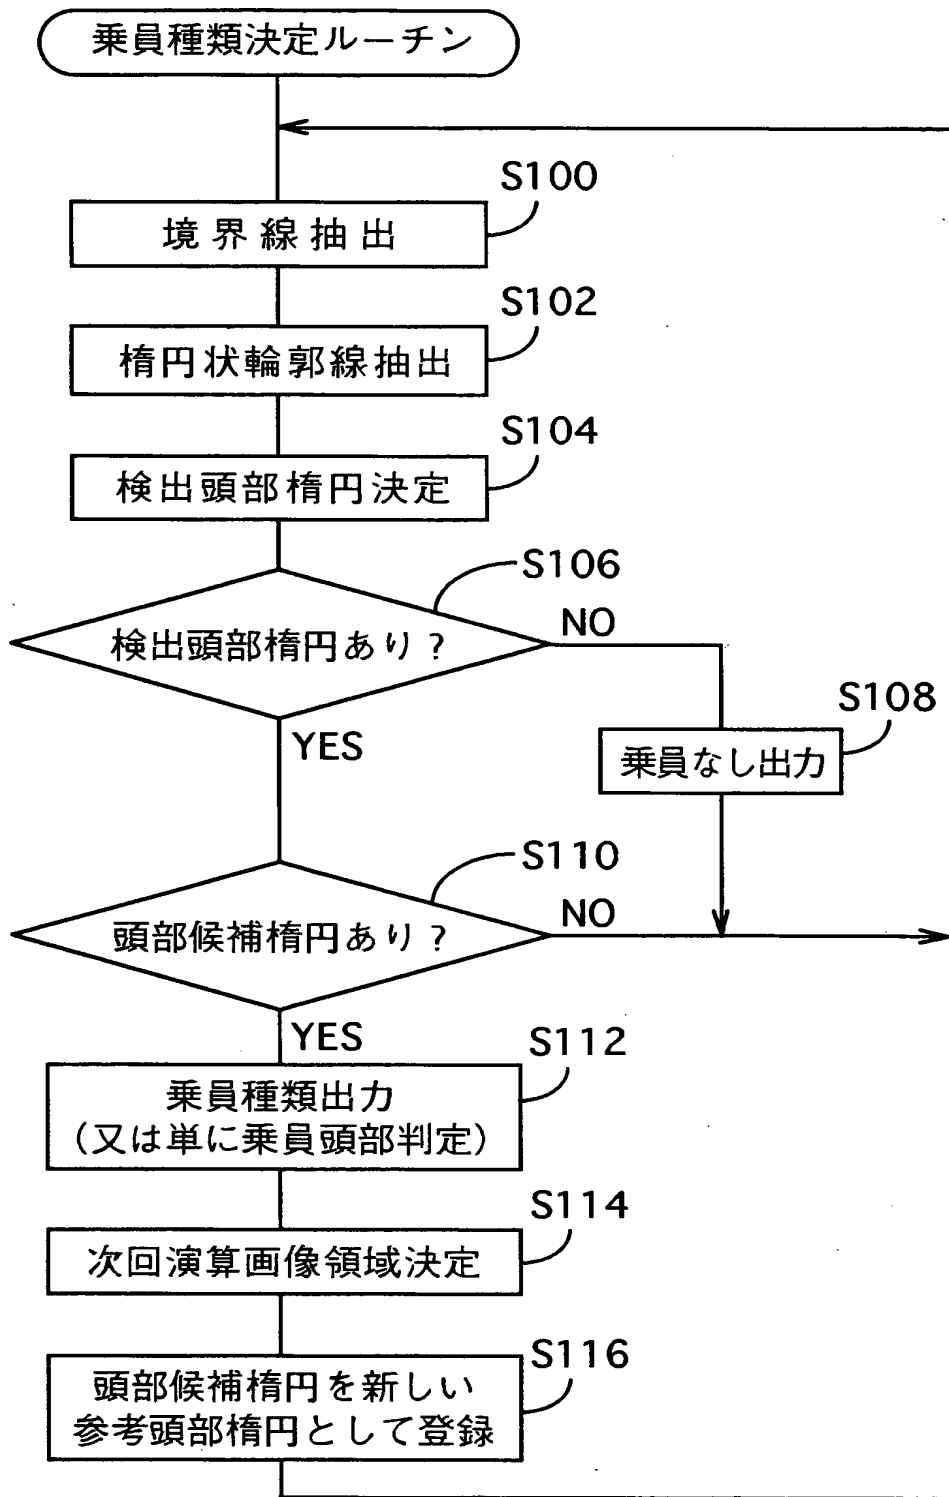 乗員種類決定ルーチン
S100
境界線抽出
S102
楕円状輪郭線抽出
S104
検出頭部楕円決定
S106
検出頭部楕円あり？
NO
YES
S108
乗員なし出力
S110
頭部候補楕円あり？
NO
YES
S112
乗員種類出力
（又は単に乗員頭部判定）
S114
次回演算画像領域決定
S116
頭部候補楕円を新しい
参考頭部楕円として登録